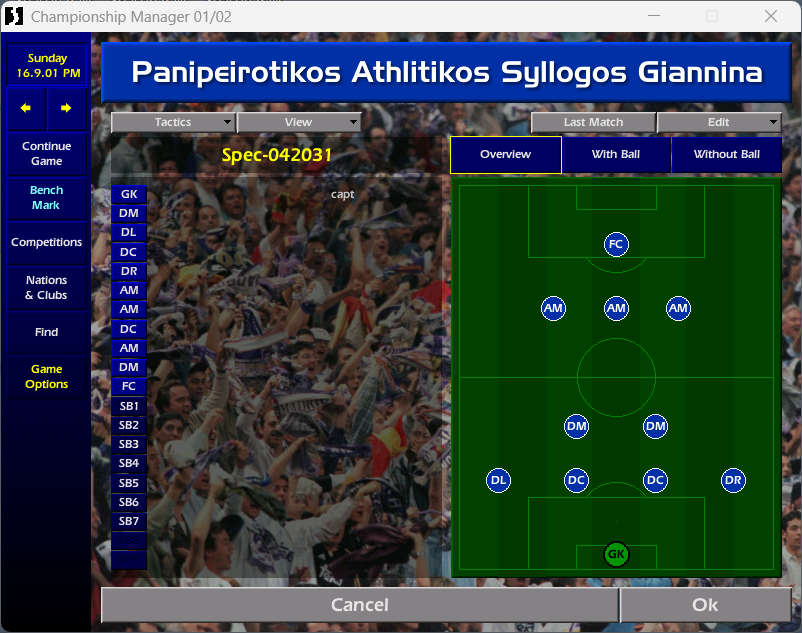 Championship Manager 01/02
Sunday
16.9.01 PM
Continue
Game
Bench
Mark
Competitions
Nations
& Clubs
Find
Game
Options
Panipeirotikos Athlitikos Syllogos Giannina
Tactics
View
Last Match
Edit
Spec-042031
Overview
With Ball
Without Ball
GK capt
DM
DL
DC
DR
AM
AM
DC
AM
DM
FC
SB1
SB2
SB3
SB4
SB5
SB6
SB7
FC
AM AM AM
DM DM
DL DC DC DR
GK
Cancel
Ok